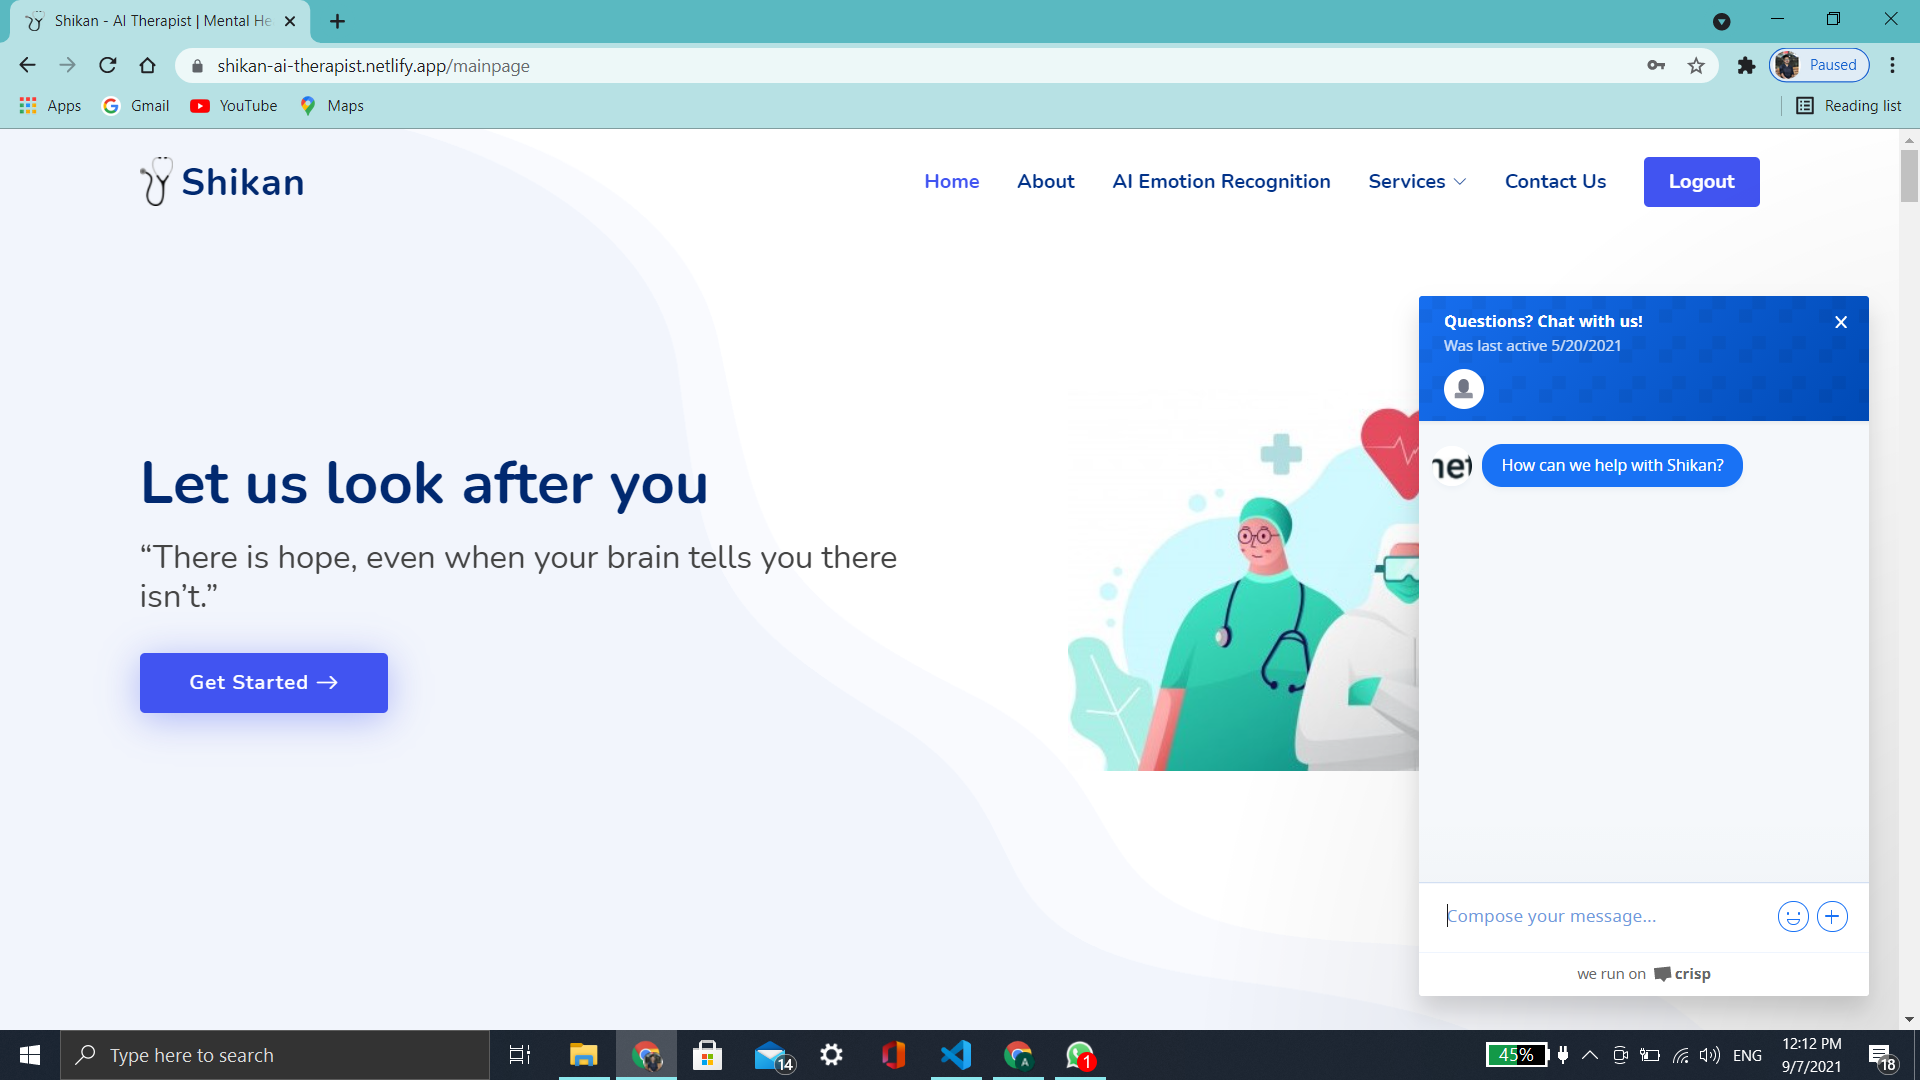 Shikan - AI Therapist | Mental He
shikan-ai-therapist.netlify.app/mainpage
Paused
Apps
Gmail
YouTube
Maps
Reading list
Shikan
Home
About
AI Emotion Recognition
Services
Contact Us
Logout
Let us look after you
“There is hope, even when your brain tells you there
isn’t.”
Get Started
Questions? Chat with us!
Was last active 5/20/2021
net
How can we help with Shikan?
Compose your message...
we run on crisp
Type here to search
14
A
1
45%
ENG
12:12 PM
9/7/2021
18